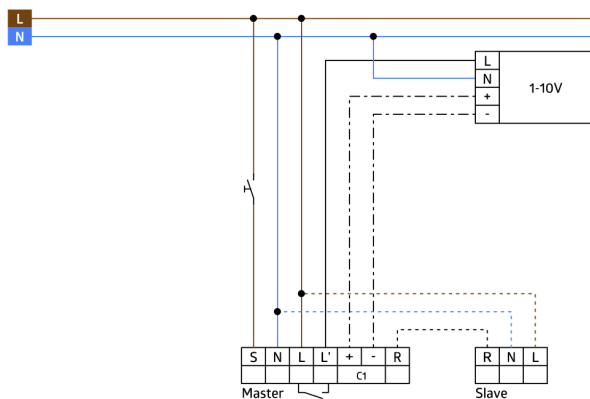 L
N
L
N
1-10V
+
-
S N L L' + - R
R N L
C1
Master
Slave